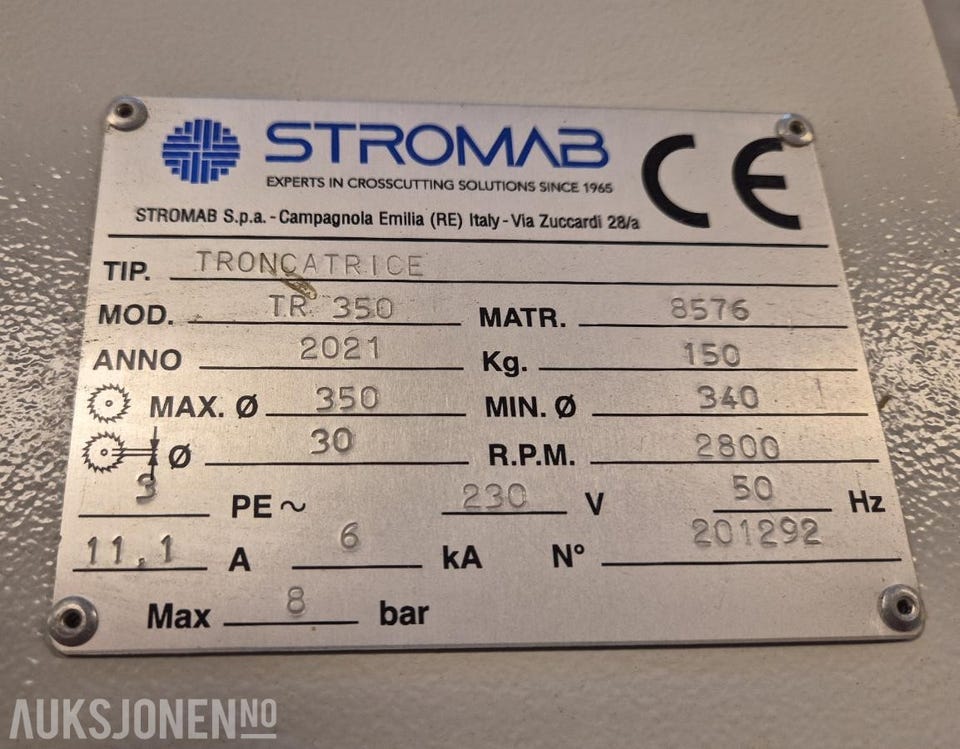 STROMAB CE
EXPERTS IN CROSSCUTTING SOLUTIONS SINCE 1965
STROMAB S.p.a. - Campagnola Emilia (RE) Italy - Via Zuccardi 28/a
TIP. TRONCATRICE
MOD. TR 350 MATR. 8576
ANNO 2021 Kg. 150
MAX. Ø 350 MIN. Ø 340
Ø 30 R.P.M. 2800
3 PE ~ 230 V 50 Hz
11.1 A 6 kA N° 201292
Max 8 bar
AUKSJONEN.NO